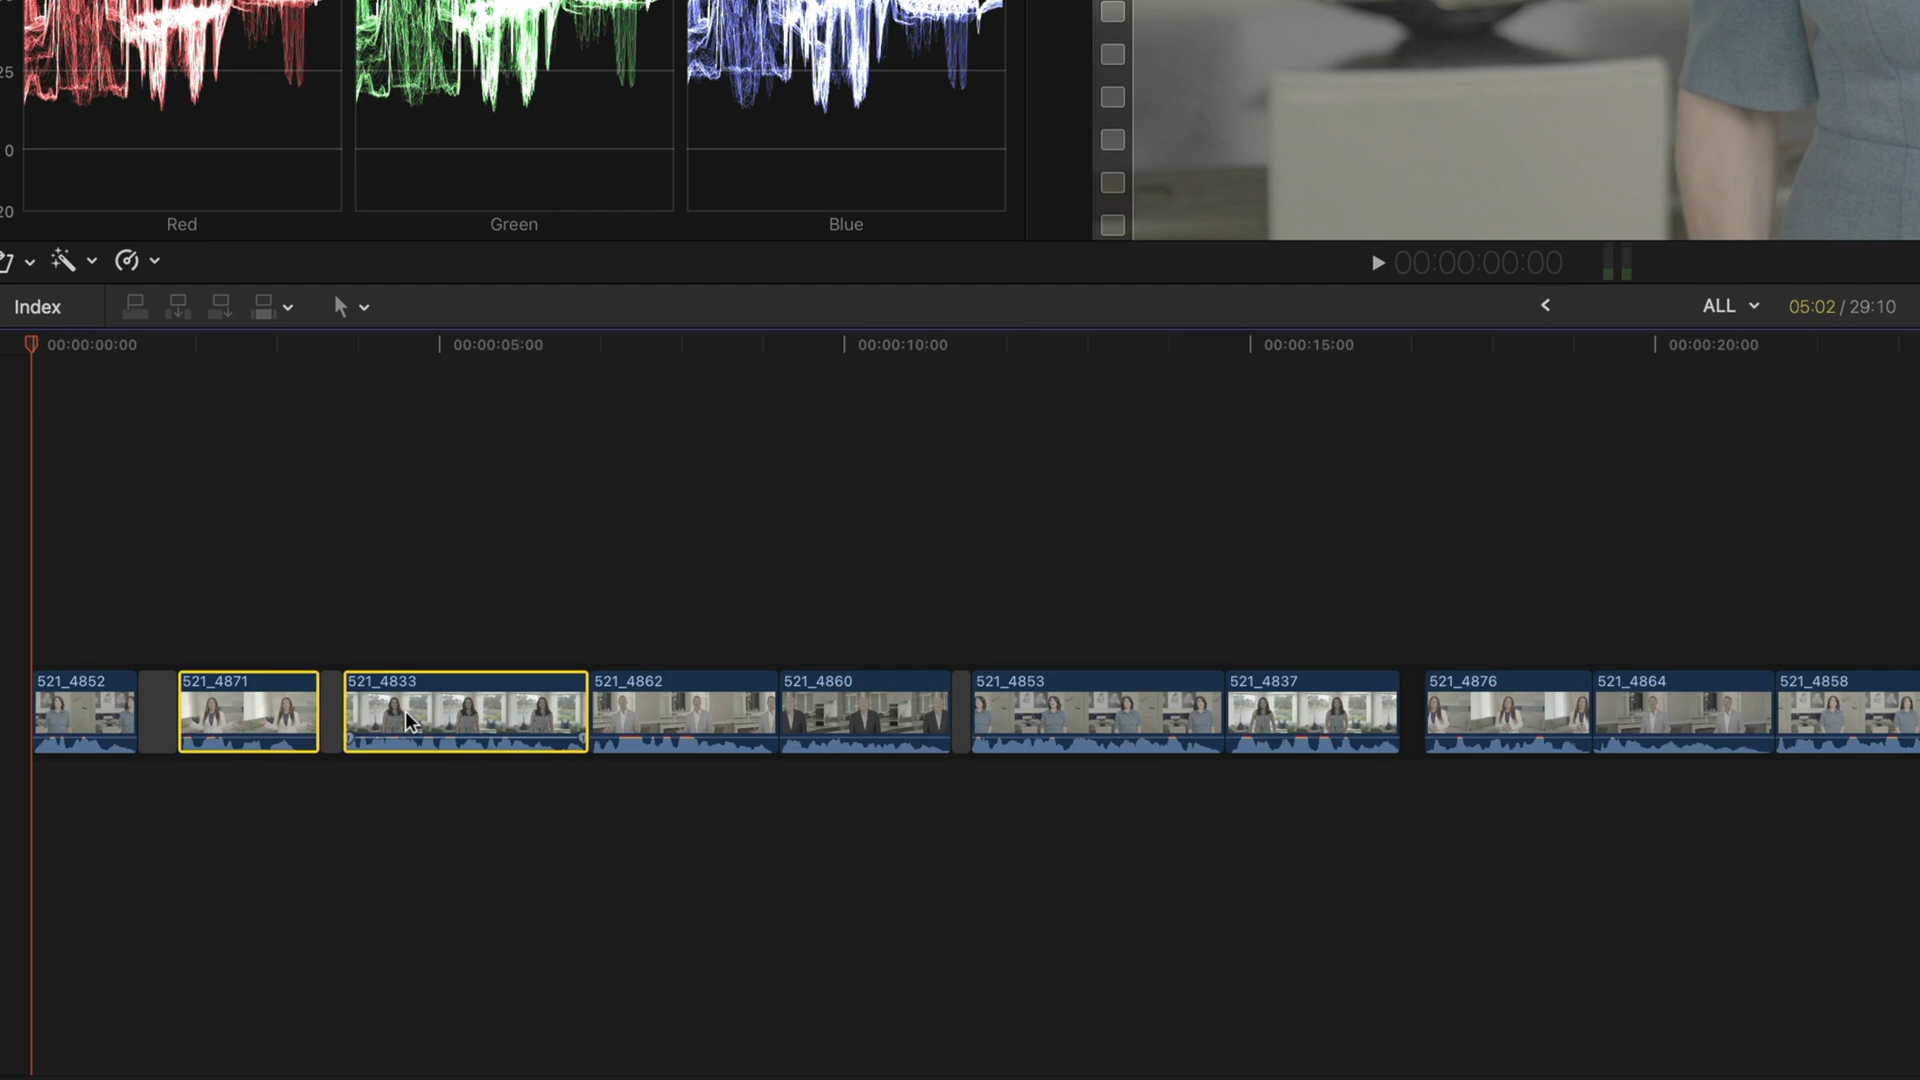 25
0
20
Red Green Blue
00:00:00:00
Index
ALL 05:02 / 29:10
00:00:00:00 00:00:05:00 00:00:10:00 00:00:15:00 00:00:20:00
521_4852 521_4871 521_4833 521_4862 521_4860 521_4853 521_4837 521_4876 521_4864 521_4858